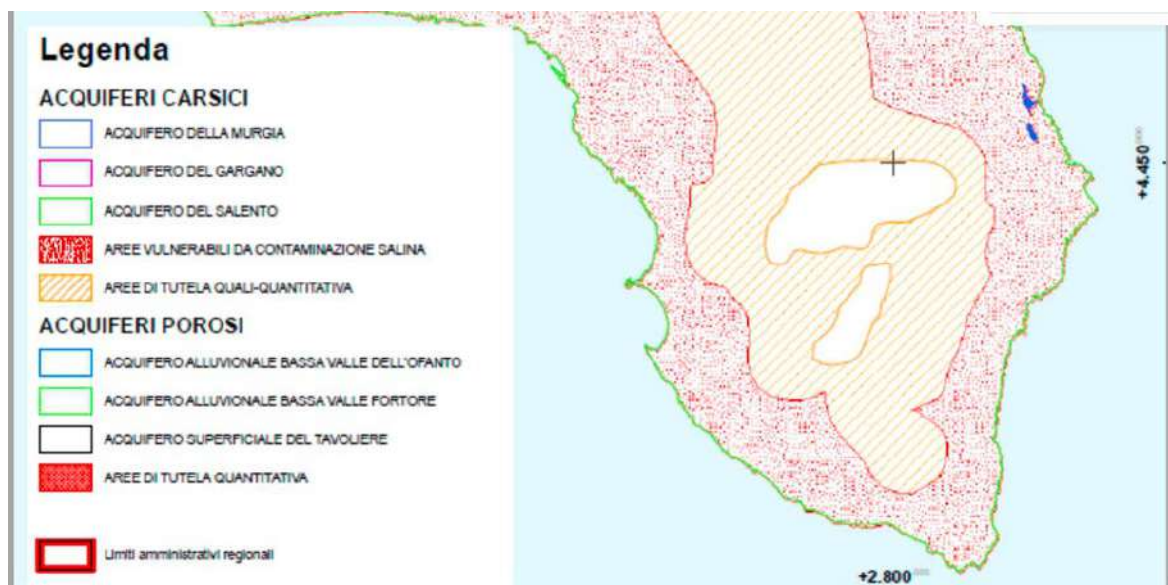 Legenda
ACQUIFERI CARSICI
ACQUIFERO DELLA MURGIA
ACQUIFERO DEL GARGANO
ACQUIFERO DEL SALENTO
AREE VULNERABILI DA CONTAMINAZIONE SALINA
AREE DI TUTELA QUALI-QUANTITATIVA
ACQUIFERI POROSI
ACQUIFERO ALLUVIONALE BASSA VALLE DELL'OFANTO
ACQUIFERO ALLUVIONALE BASSA VALLE FORTORE
ACQUIFERO SUPERFICIALE DEL TAVOLIERE
AREE DI TUTELA QUANTITATIVA
Limiti amministrativi regionali
+4.450
+2.800